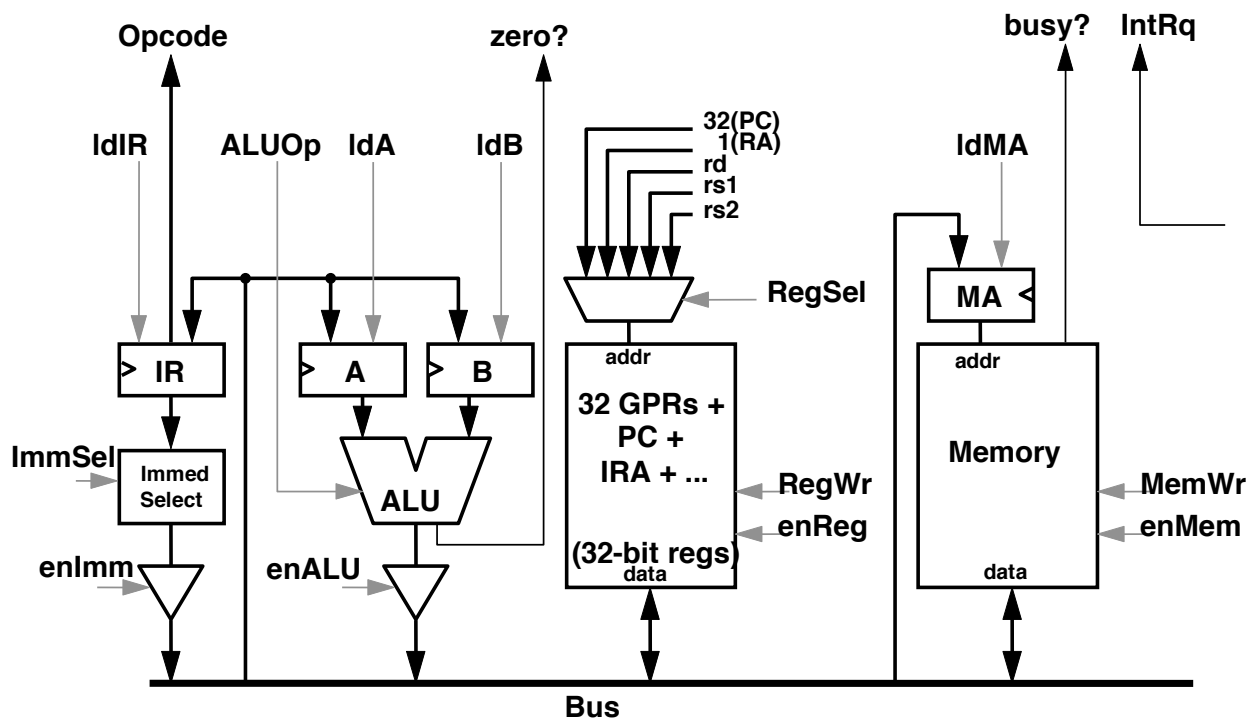 Opcode
zero?
busy?
IntRq
ldIR
ALUOp
ldA
ldB
32(PC)
1(RA)
rd
rs1
rs2
ldMA
RegSel
MA
IR
A
B
addr
addr
32 GPRs +
PC +
IRA + ...
Memory
ImmSel
Immed
Select
ALU
RegWr
MemWr
enReg
enMem
(32-bit regs)
data
data
enImm
enALU
Bus